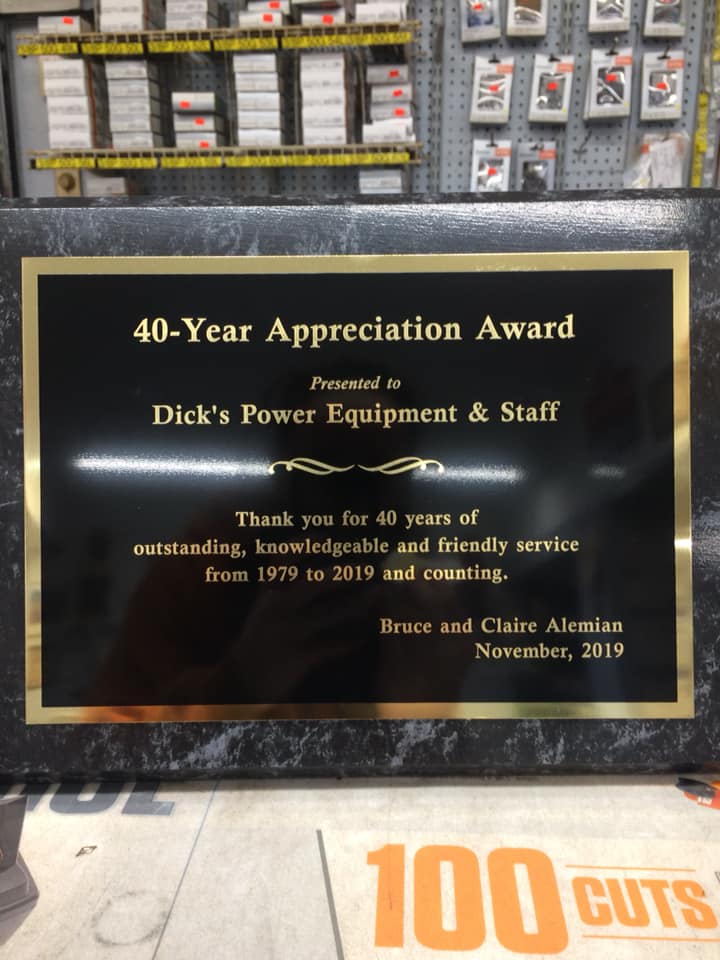 40-Year Appreciation Award
Presented to
Dick's Power Equipment & Staff
Thank you for 40 years of
outstanding, knowledgeable and friendly service
from 1979 to 2019 and counting.
Bruce and Claire Alemian
November, 2019
100 CUTS